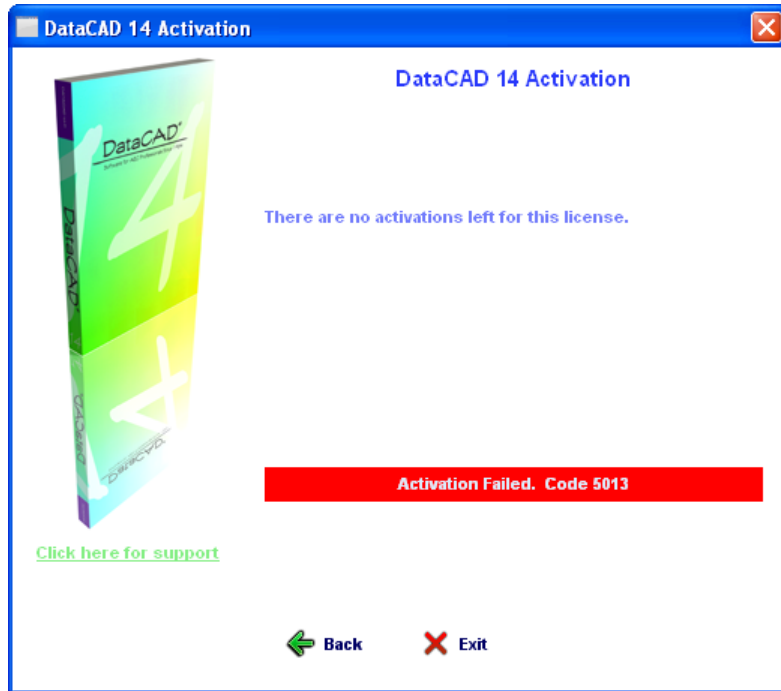 DataCAD 14 Activation
DataCAD 14 Activation
DataCAD
14
DataCAD
There are no activations left for this license.
Activation Failed. Code 5013
Click here for support
Back
Exit